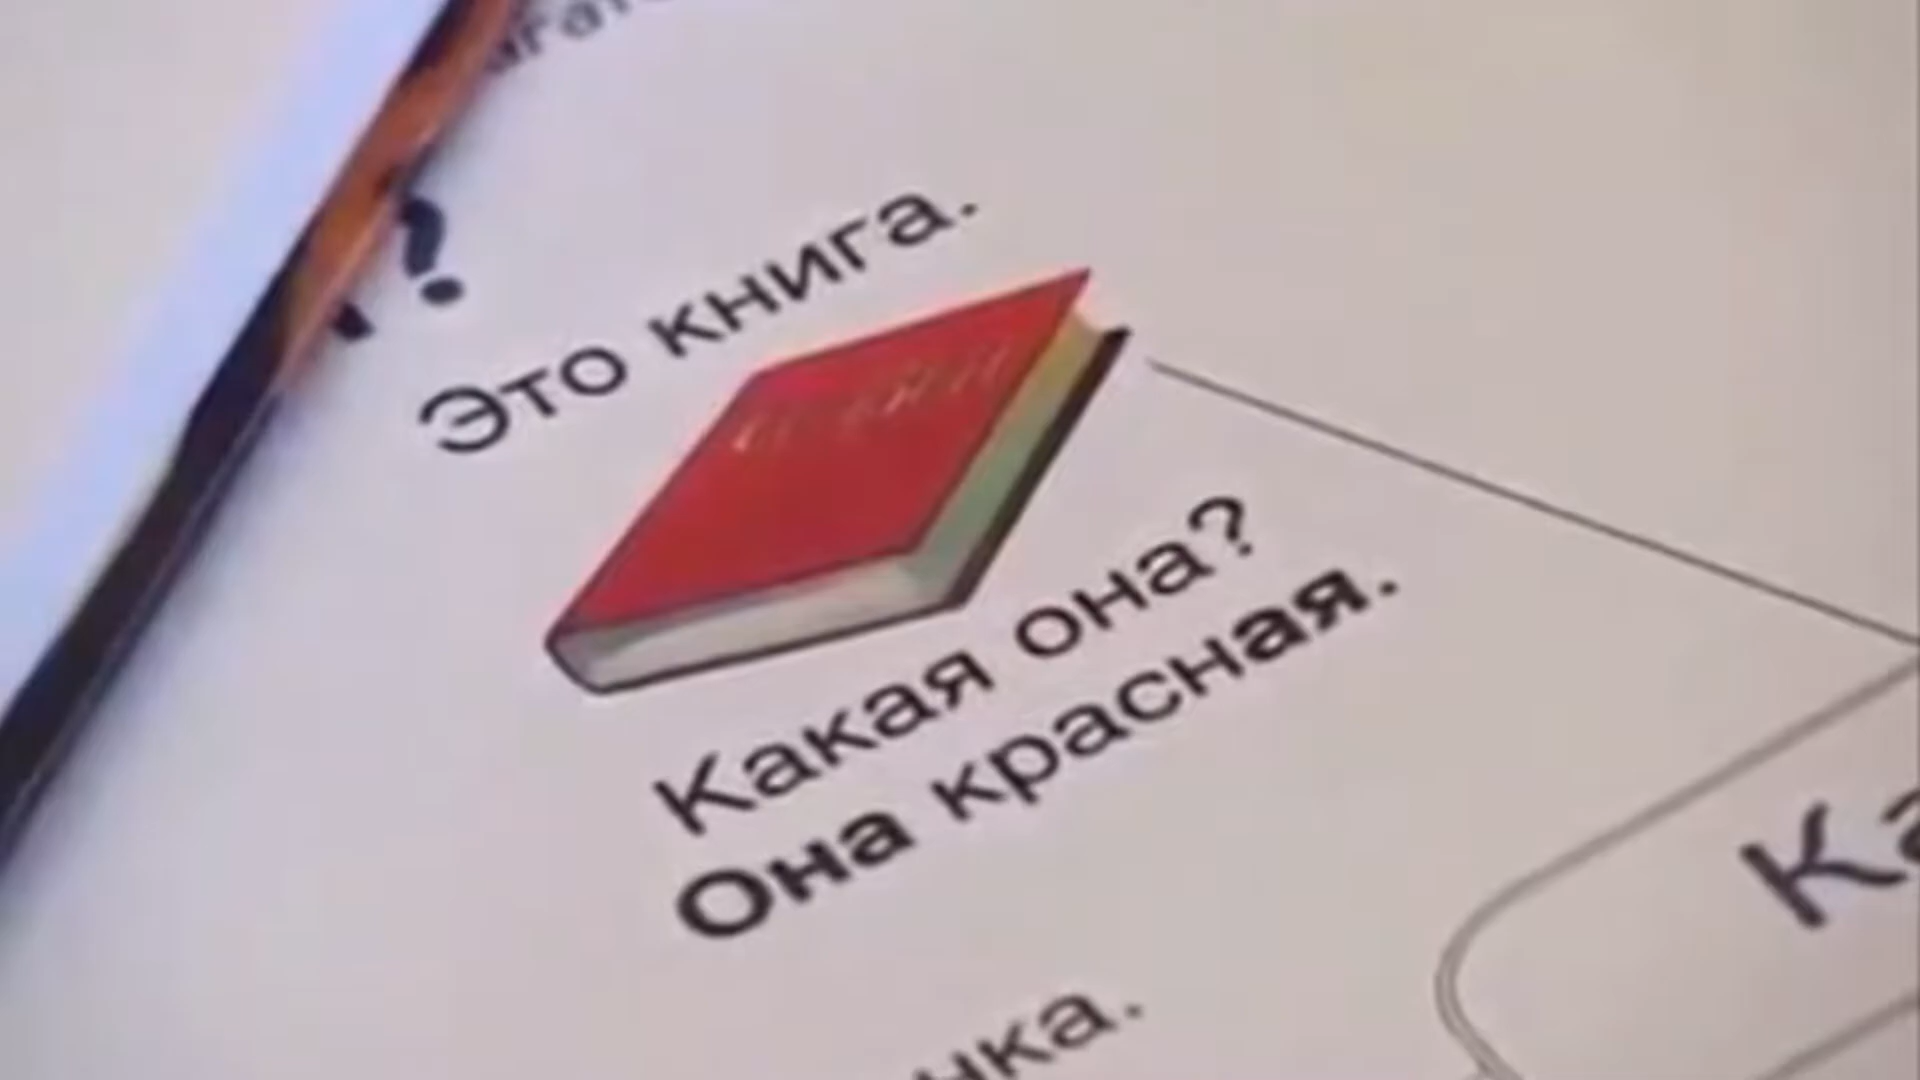 ?
Это книга.
Какая она?
Она красная.